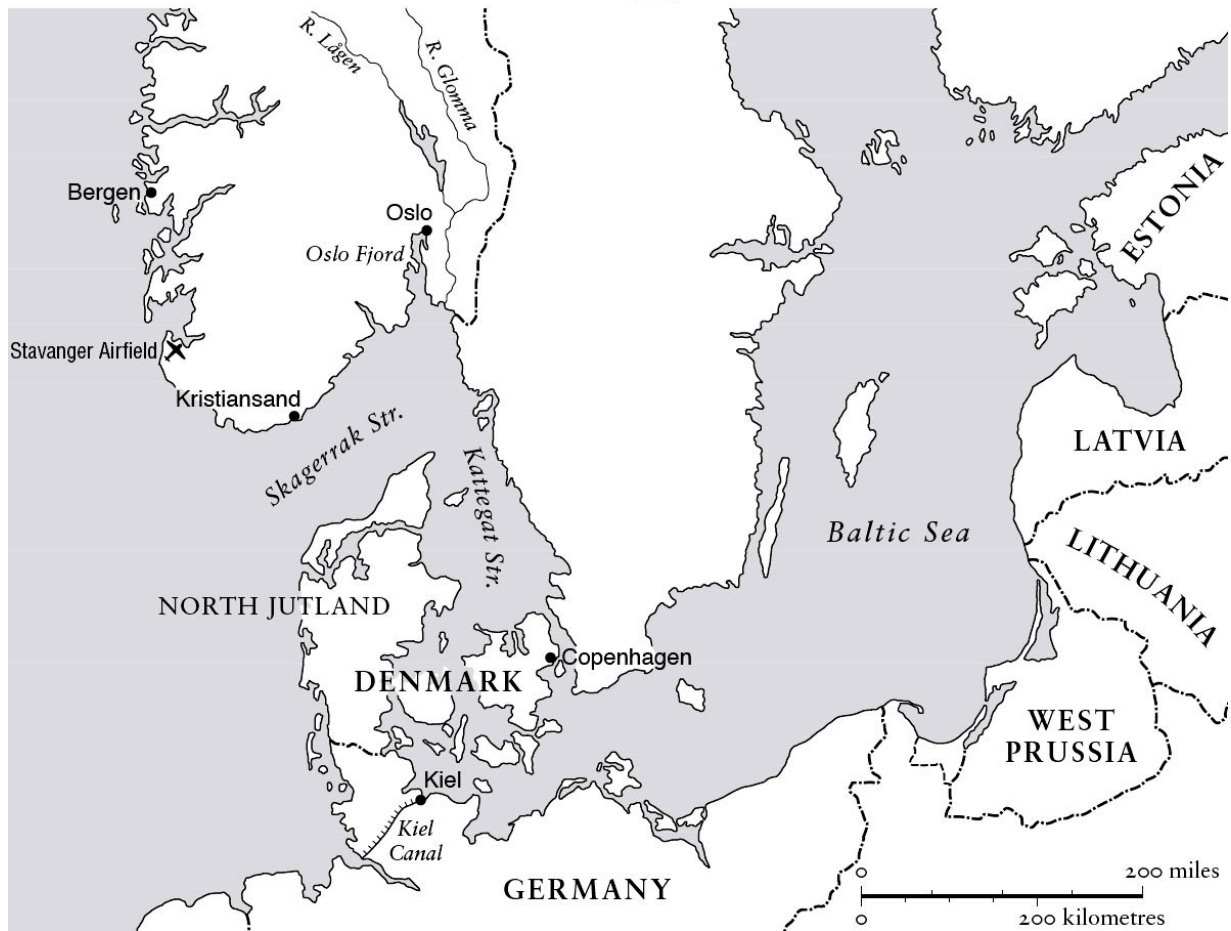 R. Lågen
R. Glomma
Bergen
Oslo
Oslo Fjord
ESTONIA
Stavanger Airfield
Kristiansand
Skagerrak Str.
Kattegat Str.
LATVIA
Baltic Sea
LITHUANIA
NORTH JUTLAND
Copenhagen
DENMARK
WEST
PRUSSIA
Kiel
Kiel
Canal
GERMANY
0 200 miles
0 200 kilometres